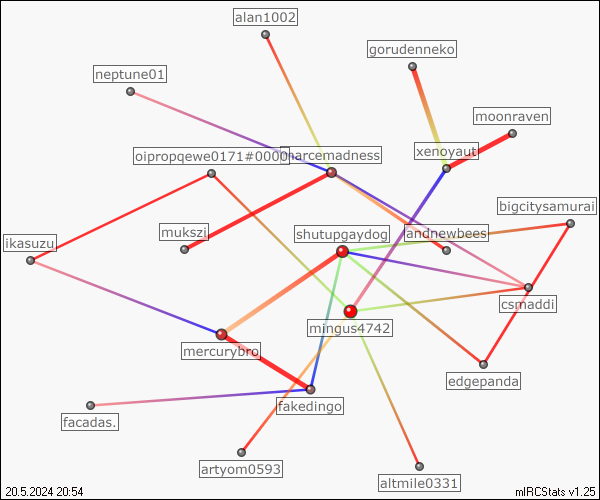 alan1002
gorudenneko
neptune01
moonraven
oipropqewe0171#0000
marcemadness
xenoyaut
bigcitysamurai
mukszi
shutupgaydog
andnewbees
ikasuzu
csmaddi
mingus4742
mercurybro
edgepanda
fakedingo
facadas.
artyom0593
altmile0331
20.5.2024 20:54
mIRCStats v1.25